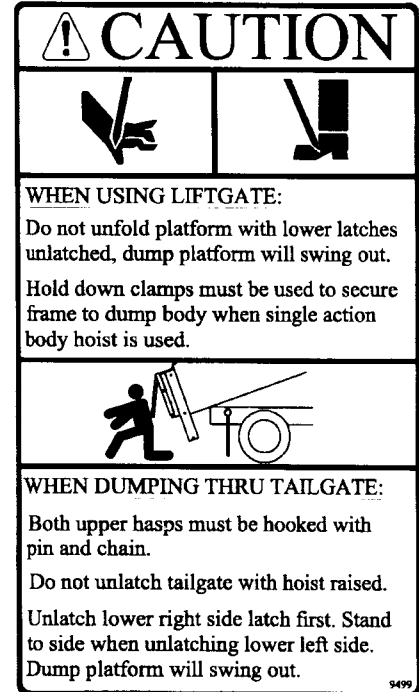 CAUTION
WHEN USING LIFTGATE:
Do not unfold platform with lower latches
unlatched, dump platform will swing out.
Hold down clamps must be used to secure
frame to dump body when single action
body hoist is used.
WHEN DUMPING THRU TAILGATE:
Both upper hasps must be hooked with
pin and chain.
Do not unlatch tailgate with hoist raised.
Unlatch lower right side latch first. Stand
to side when unlatching lower left side.
Dump platform will swing out.
9499